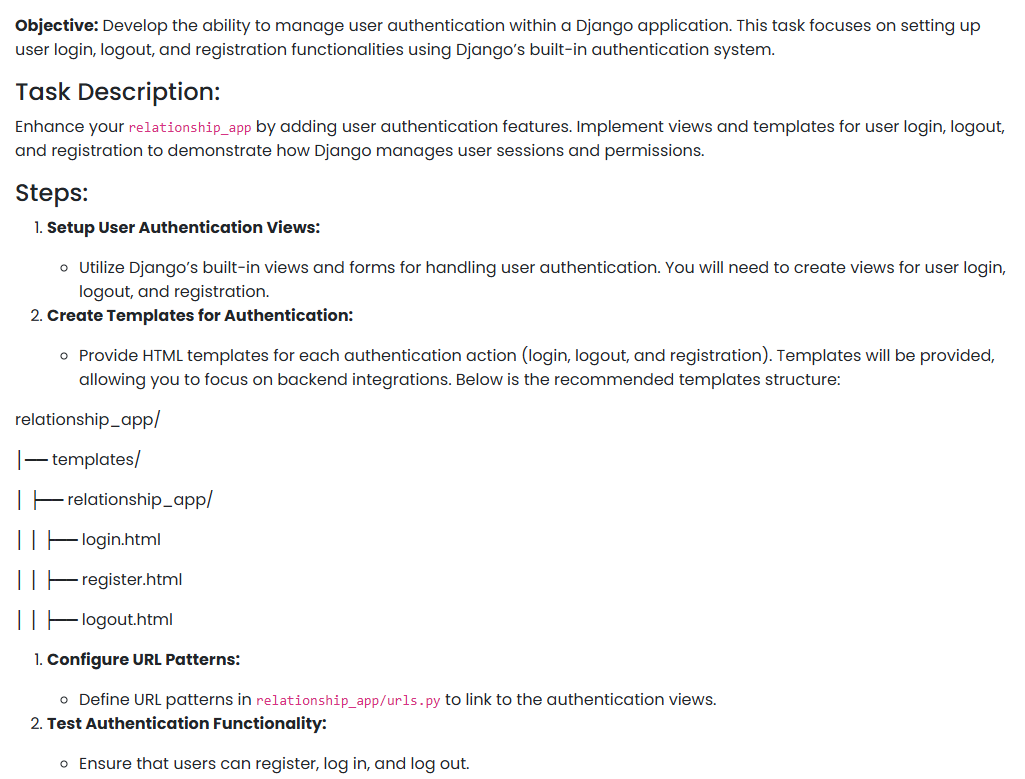 Objective: Develop the ability to manage user authentication within a Django application. This task focuses on setting up
user login, logout, and registration functionalities using Django’s built-in authentication system.
Task Description:
Enhance your relationship_app by adding user authentication features. Implement views and templates for user login, logout,
and registration to demonstrate how Django manages user sessions and permissions.
Steps:
1. Setup User Authentication Views:
○ Utilize Django’s built-in views and forms for handling user authentication. You will need to create views for user login,
logout, and registration.
2. Create Templates for Authentication:
○ Provide HTML templates for each authentication action (login, logout, and registration). Templates will be provided,
allowing you to focus on backend integrations. Below is the recommended templates structure:
relationship_app/
│── templates/
│ ├── relationship_app/
│ │ ├── login.html
│ │ ├── register.html
│ │ ├── logout.html
1. Configure URL Patterns:
○ Define URL patterns in relationship_app/urls.py to link to the authentication views.
2. Test Authentication Functionality:
○ Ensure that users can register, log in, and log out.